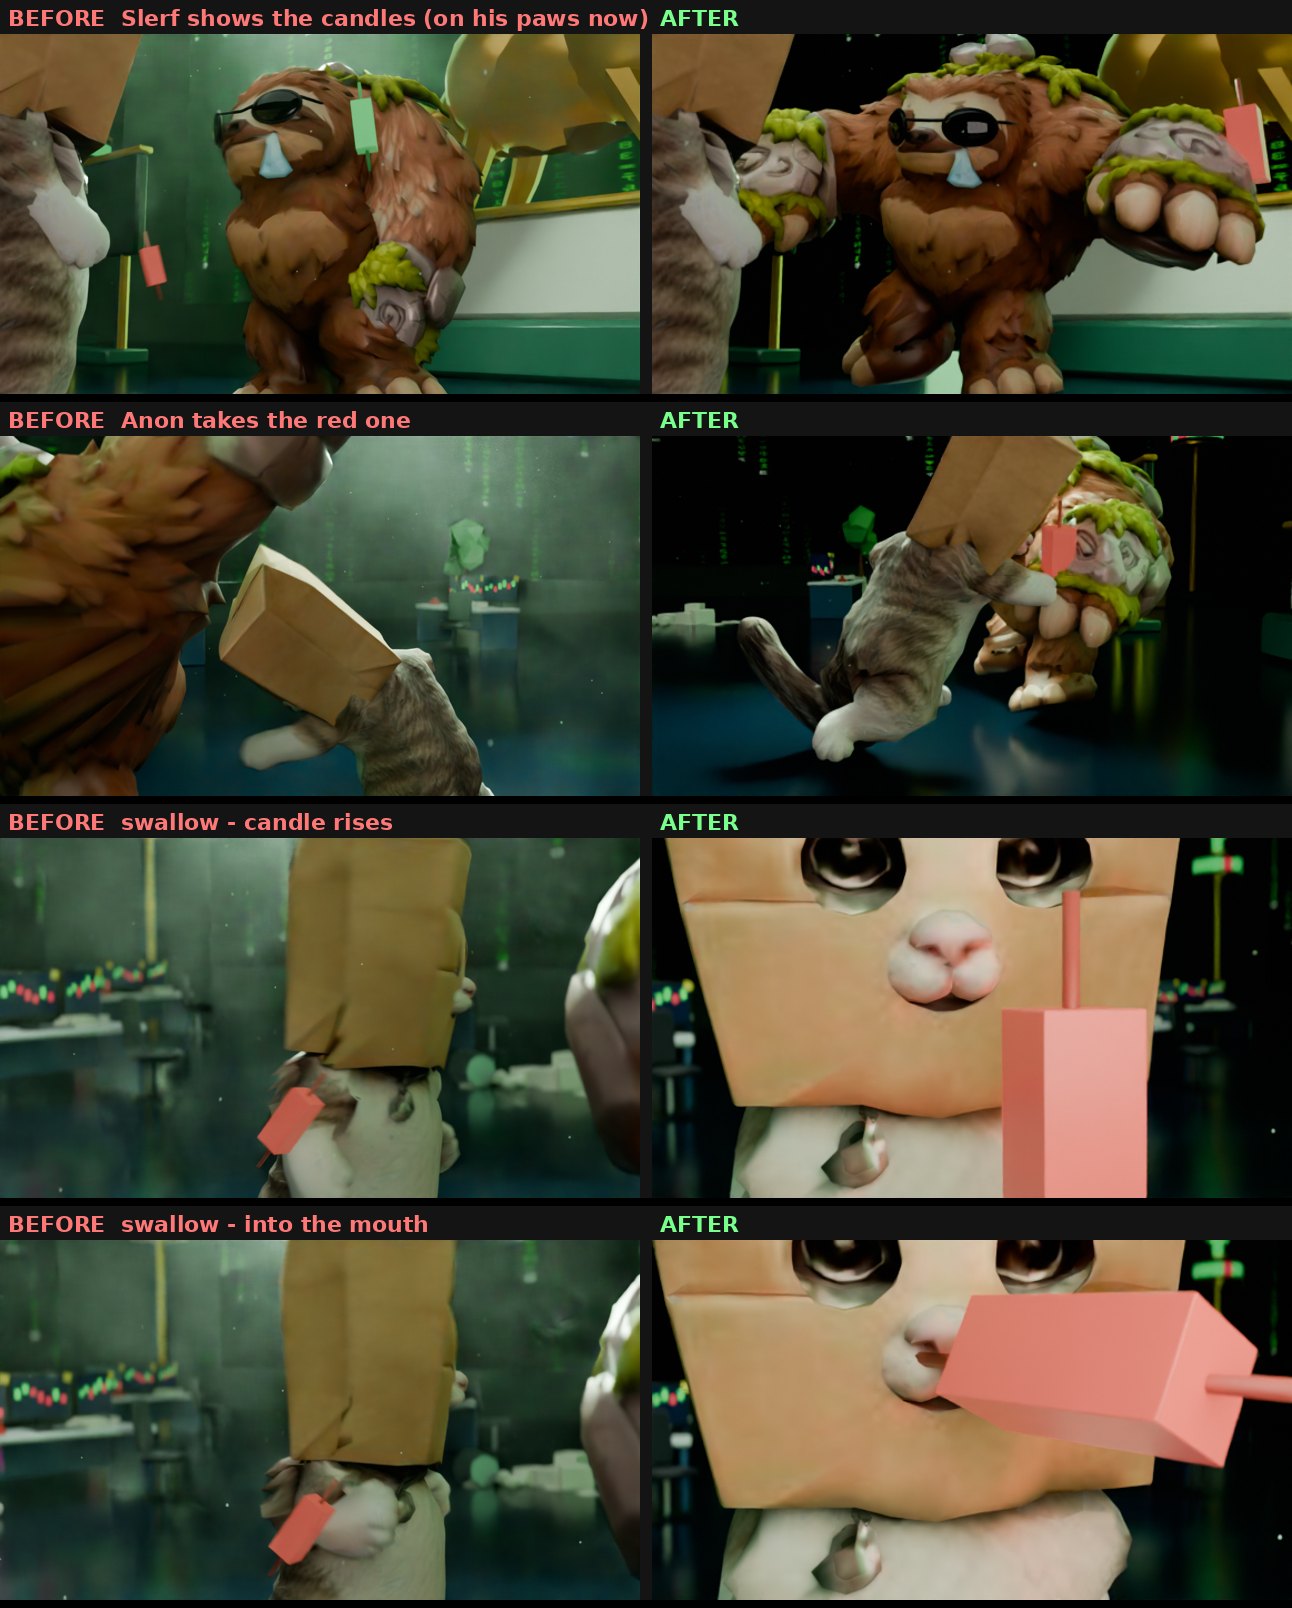 BEFORE Slerf shows the candles (on his paws now) AFTER
BEFORE Anon takes the red one AFTER
BEFORE swallow - candle rises AFTER
BEFORE swallow - into the mouth AFTER